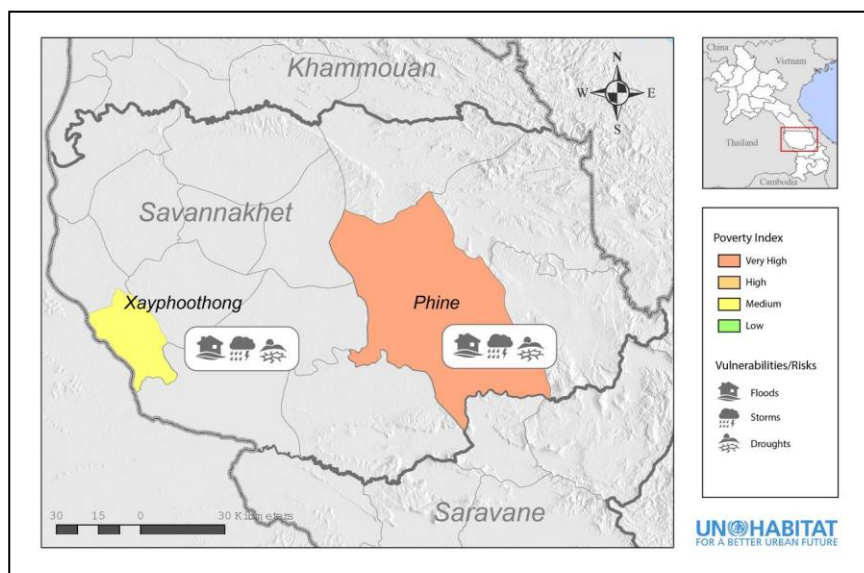 Khammouan
N
W E
S
Savannakhet
Xayphoothong
Phine
Saravane
30 15 0 30 Kilometers
China
Vietnam
Thailand
Cambodia
Poverty Index
Very High
High
Medium
Low
Vulnerabilities/Risks
Floods
Storms
Droughts
UN HABITAT
FOR A BETTER URBAN FUTURE